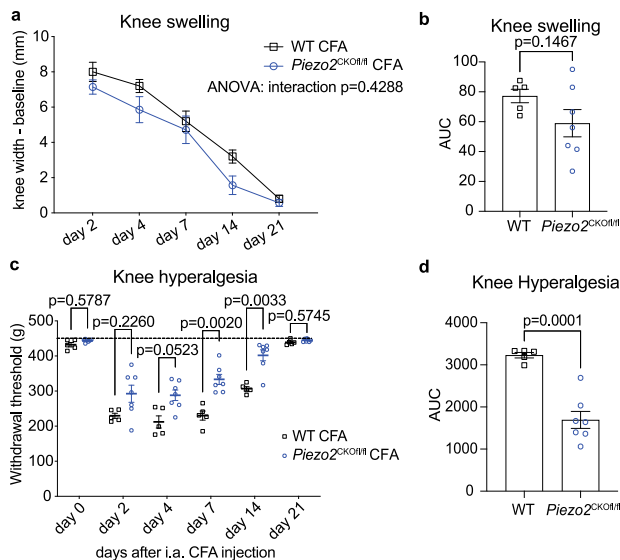 a
Knee swelling
WT CFA
Piezo2CKOfl/fl CFA
ANOVA: interaction p=0.4288
knee width - baseline (mm)
8
6
4
2
0
day 2
day 4
day 7
day 14
day 21
b
Knee swelling
p=0.1467
AUC
100
80
60
40
20
0
WT
Piezo2CKOfl/fl
c
Knee hyperalgesia
p=0.5787
p=0.2260
p=0.0523
p=0.0020
p=0.0033
p=0.5745
Withdrawal threshold (g)
500
400
300
200
100
0
WT CFA
Piezo2CKOfl/fl CFA
day 0
day 2
day 4
day 7
day 14
day 21
days after i.a. CFA injection
d
Knee Hyperalgesia
p=0.0001
AUC
3000
2000
1000
0
WT
Piezo2CKOfl/fl